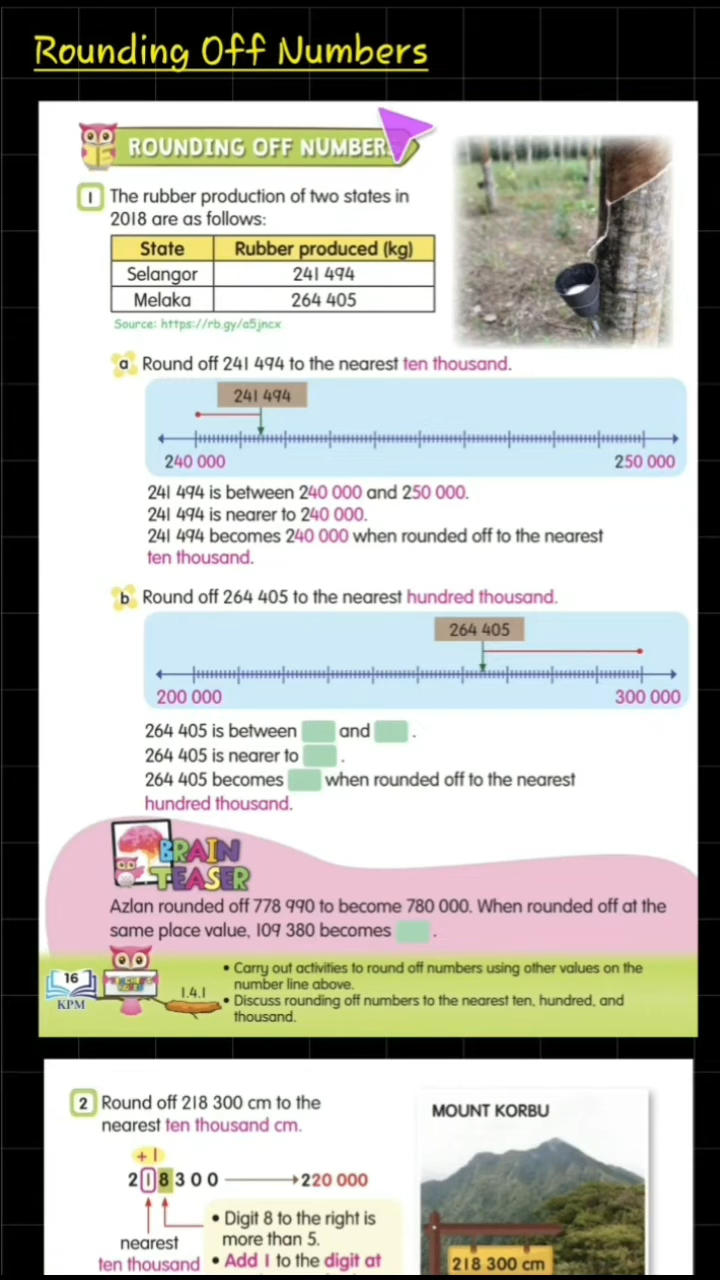 Rounding Off Numbers
ROUNDING OFF NUMBER
1 The rubber production of two states in
2018 are as follows:
State Rubber produced (kg)
Selangor 241 494
Melaka 264 405
Source: https://rb.gy/a5jncx
a Round off 241 494 to the nearest ten thousand.
241 494
240 000 250 000
241 494 is between 240 000 and 250 000.
241 494 is nearer to 240 000.
241 494 becomes 240 000 when rounded off to the nearest
ten thousand.
b Round off 264 405 to the nearest hundred thousand.
264 405
200 000 300 000
264 405 is between and .
264 405 is nearer to .
264 405 becomes when rounded off to the nearest
hundred thousand.
BRAIN
TEASER
Azlan rounded off 778 990 to become 780 000. When rounded off at the
same place value, 109 380 becomes .
• Carry out activities to round off numbers using other values on the
number line above.
• Discuss rounding off numbers to the nearest ten, hundred, and
thousand.
16
KPM
1.4.1
2 Round off 218 300 cm to the
nearest ten thousand cm.
+1
218300 220 000
• Digit 8 to the right is
more than 5.
• Add 1 to the digit at
nearest
ten thousand
MOUNT KORBU
218 300 cm